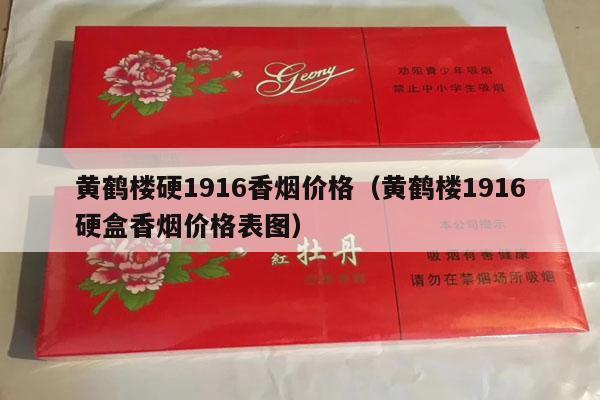 Geony
劝阻青少年吸烟
禁止中小学生吸烟
黄鹤楼硬1916香烟价格（黄鹤楼1916
硬盒香烟价格表图）
本公司提示
红牡丹
吸烟有害健康
请勿在禁烟场所吸烟